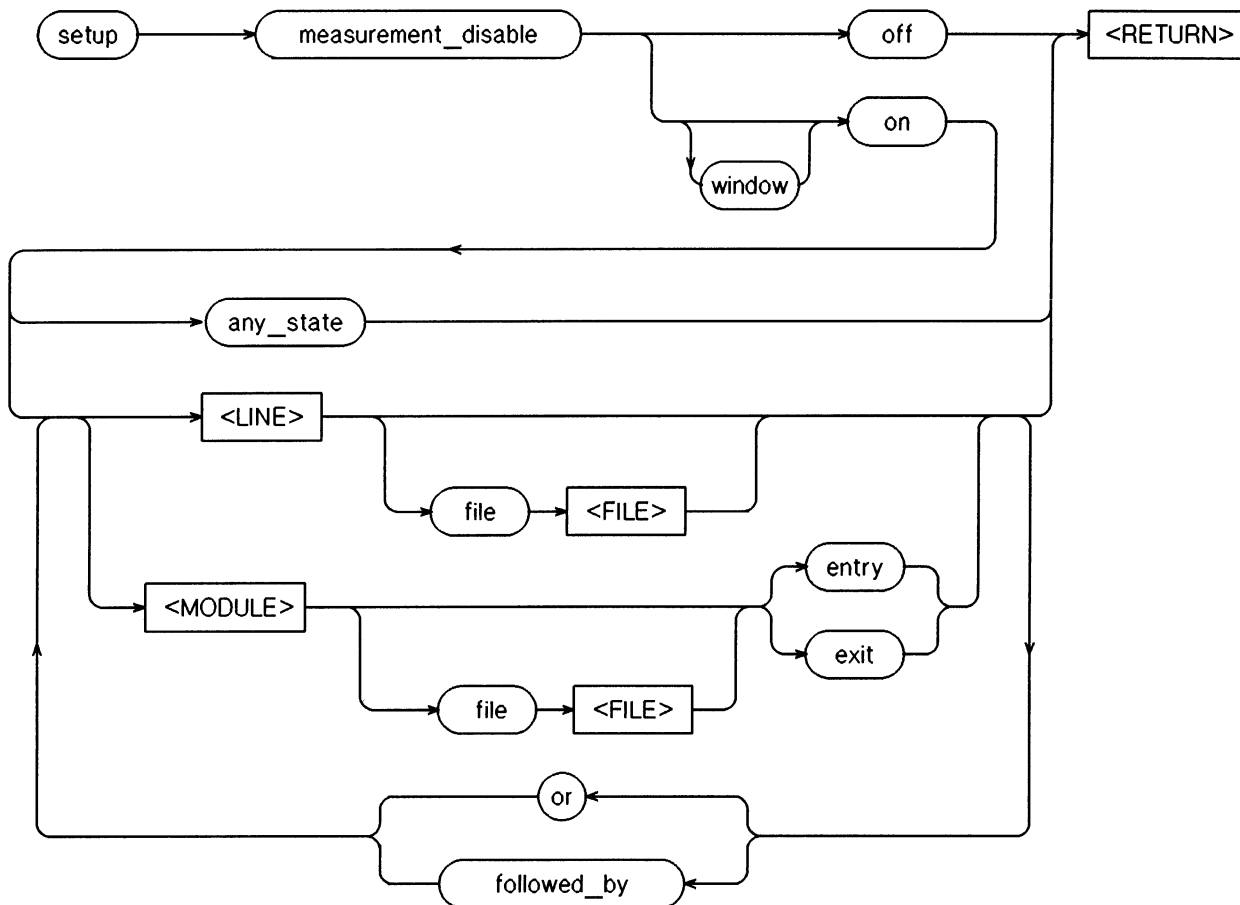 setup measurement_disable off <RETURN>
on
window
any_state
<LINE>
file <FILE>
entry
<MODULE>
exit
file <FILE>
or
followed_by